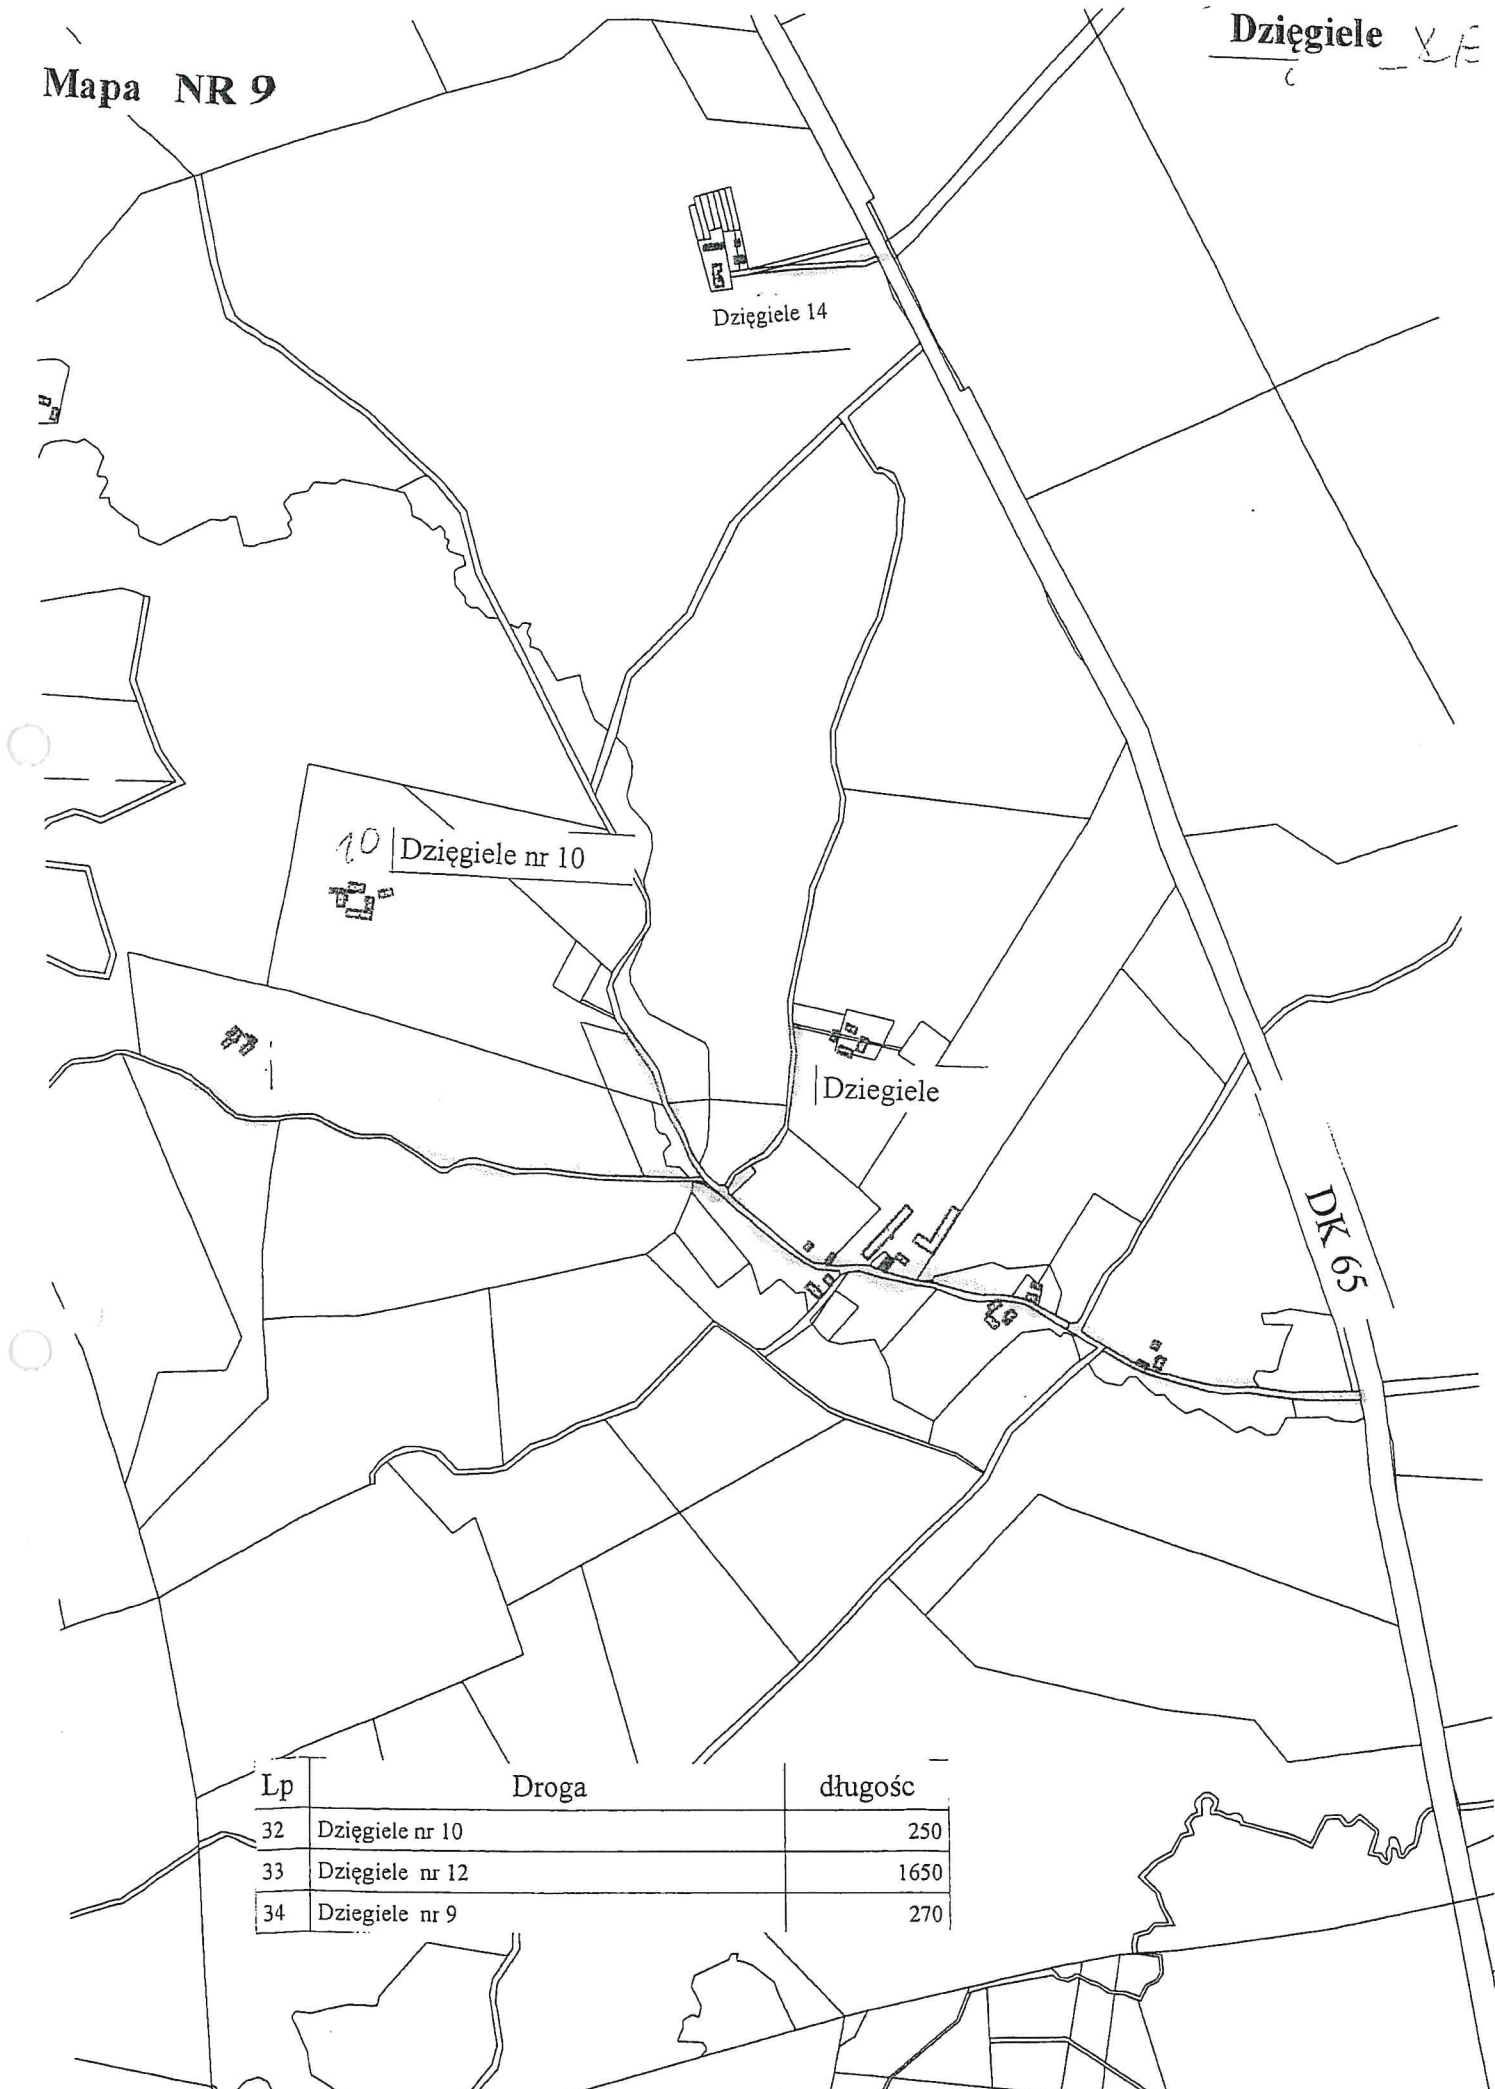 Dzięgiele
Mapa NR 9
Dzięgiele 14
10 Dzięgiele nr 10
Dziegiele
DK 65
Lp Droga długośc
32 Dzięgiele nr 10 250
33 Dzięgiele nr 12 1650
34 Dziegiele nr 9 270